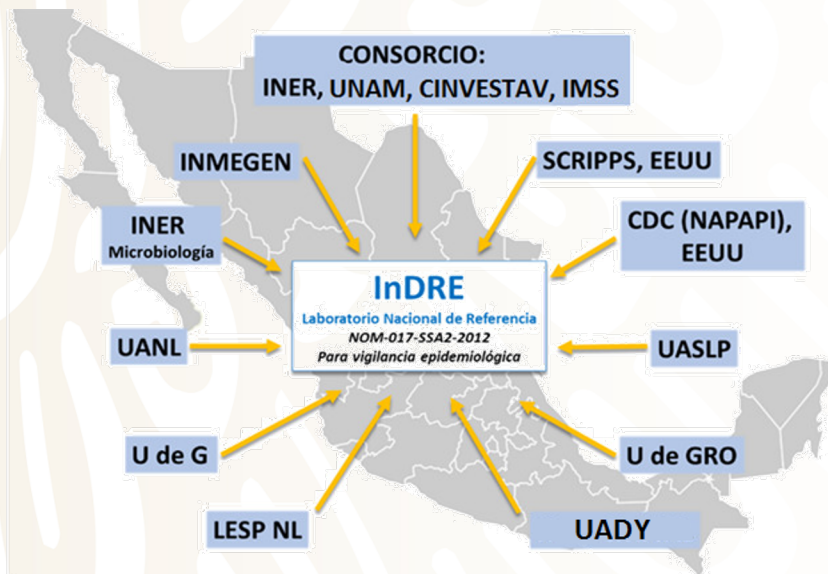 CONSORCIO:
INER, UNAM, CINVESTAV, IMSS
INMEGEN
SCRIPPS, EEUU
INER
Microbiología
CDC (NAPAPI),
EEUU
InDRE
Laboratorio Nacional de Referencia
NOM-017-SSA2-2012
Para vigilancia epidemiológica
UANL
UASLP
U de G
U de GRO
LESP NL
UADY